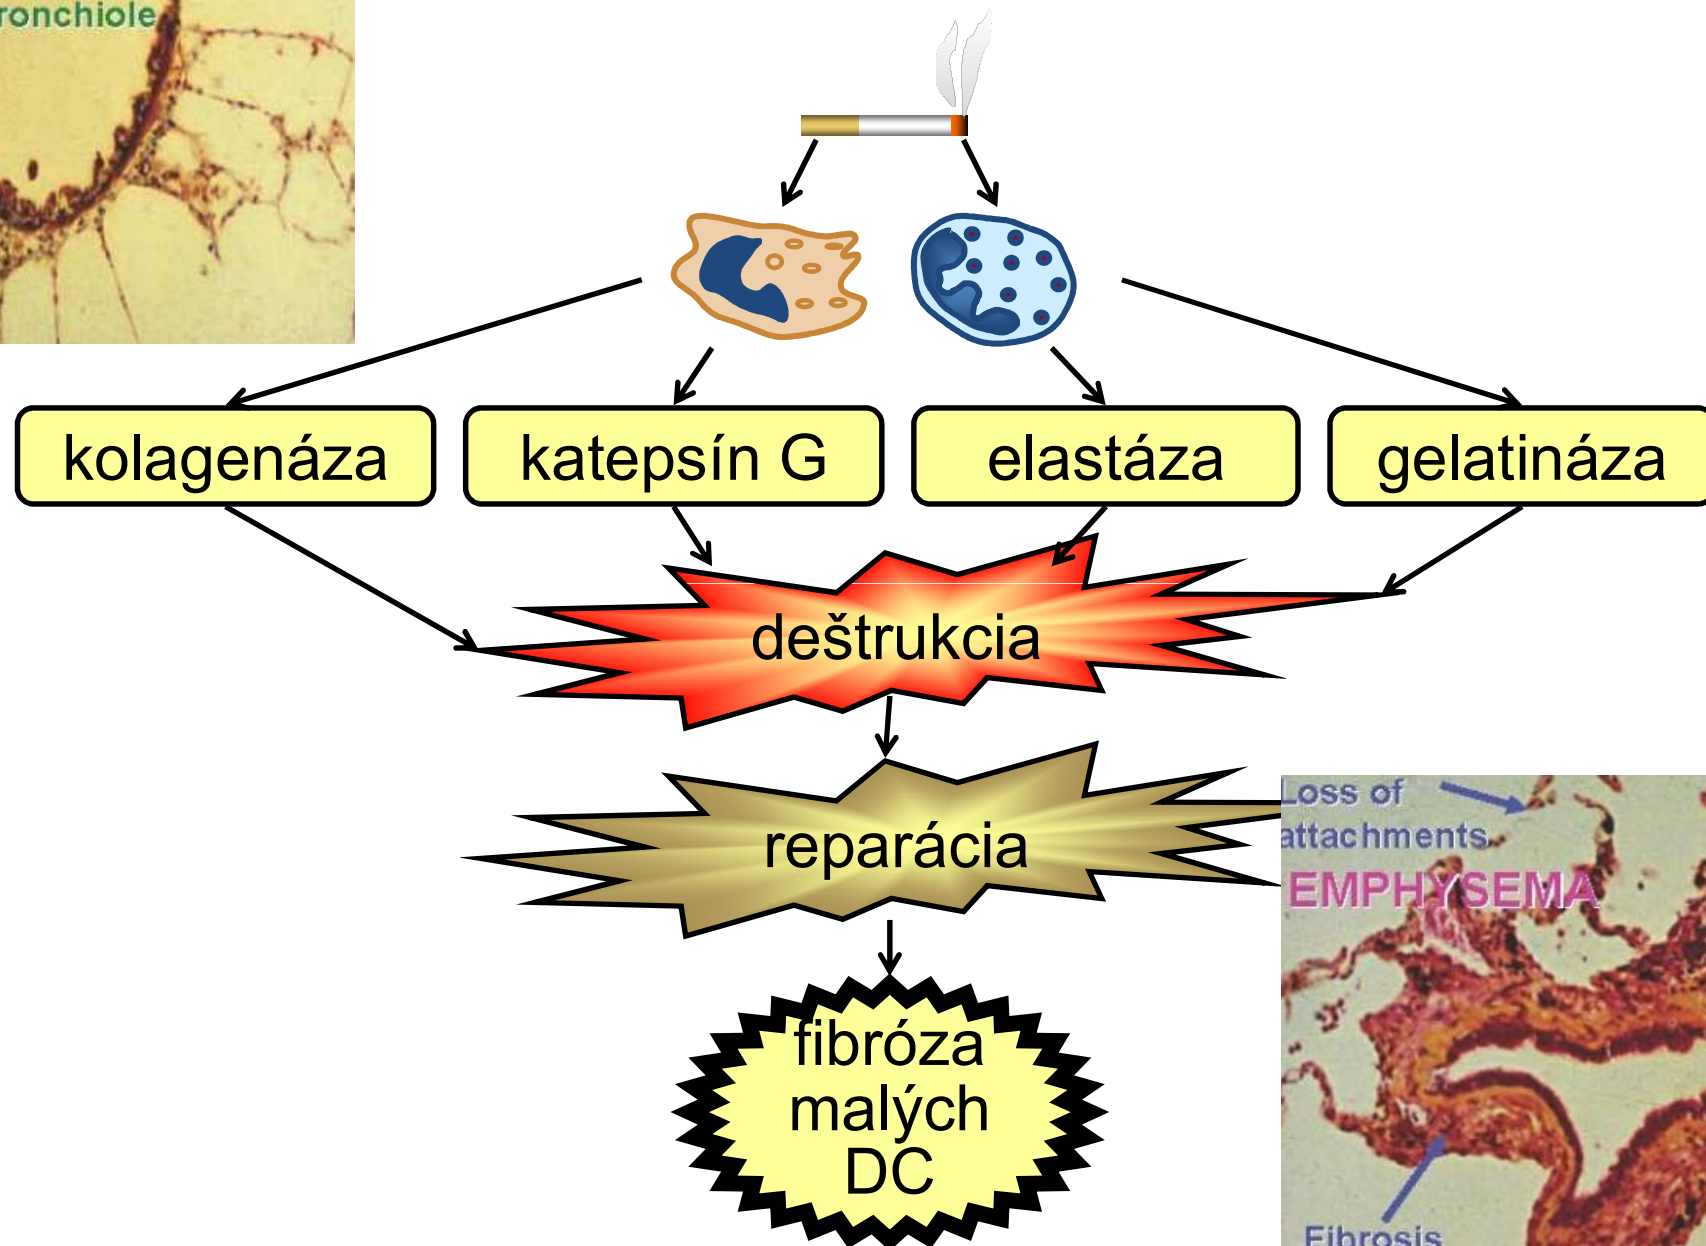 ronchiole
kolagenáza
katepsín G
elastáza
gelatináza
deštrukcia
reparácia
Loss of
attachments
EMPHYSEMA
fibróza
malých
DC
Fibrosis